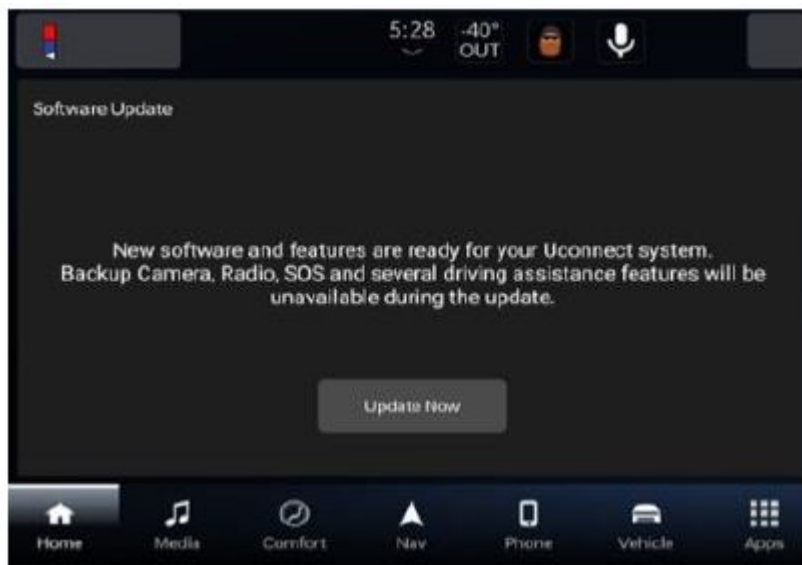 5:28
-40°
OUT
Software Update
New software and features are ready for your Uconnect system.
Backup Camera, Radio, SOS and several driving assistance features will be
unavailable during the update.
Update Now
Home Media Comfort Nav Phone Vehicle Apps